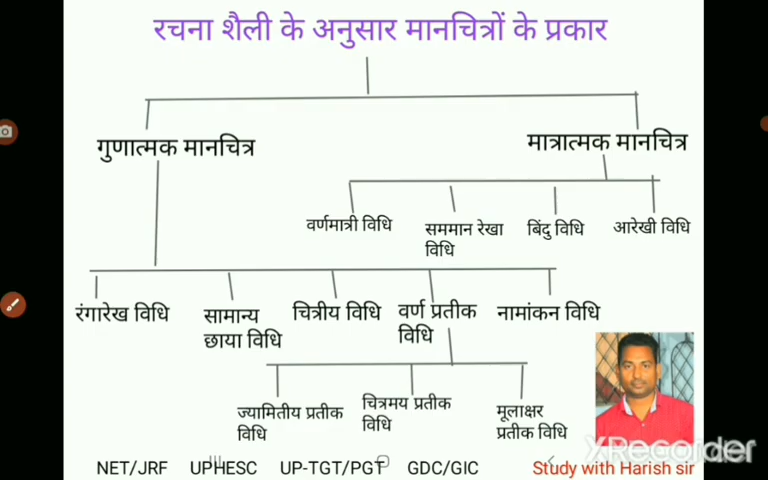 रचना शैली के अनुसार मानचित्रों के प्रकार
गुणात्मक मानचित्र
मात्रात्मक मानचित्र
वर्णमात्री विधि
सममान रेखा
विधि
बिंदु विधि
आरेखी विधि
रंगारेख विधि
सामान्य
छाया विधि
चित्रीय विधि
वर्ण प्रतीक
विधि
नामांकन विधि
ज्यामितीय प्रतीक
विधि
चित्रमय प्रतीक
विधि
मूलाक्षर
प्रतीक विधि
XRecorder
NET/JRF UPHESC UP-TGT/PGT GDC/GIC Study with Harish sir